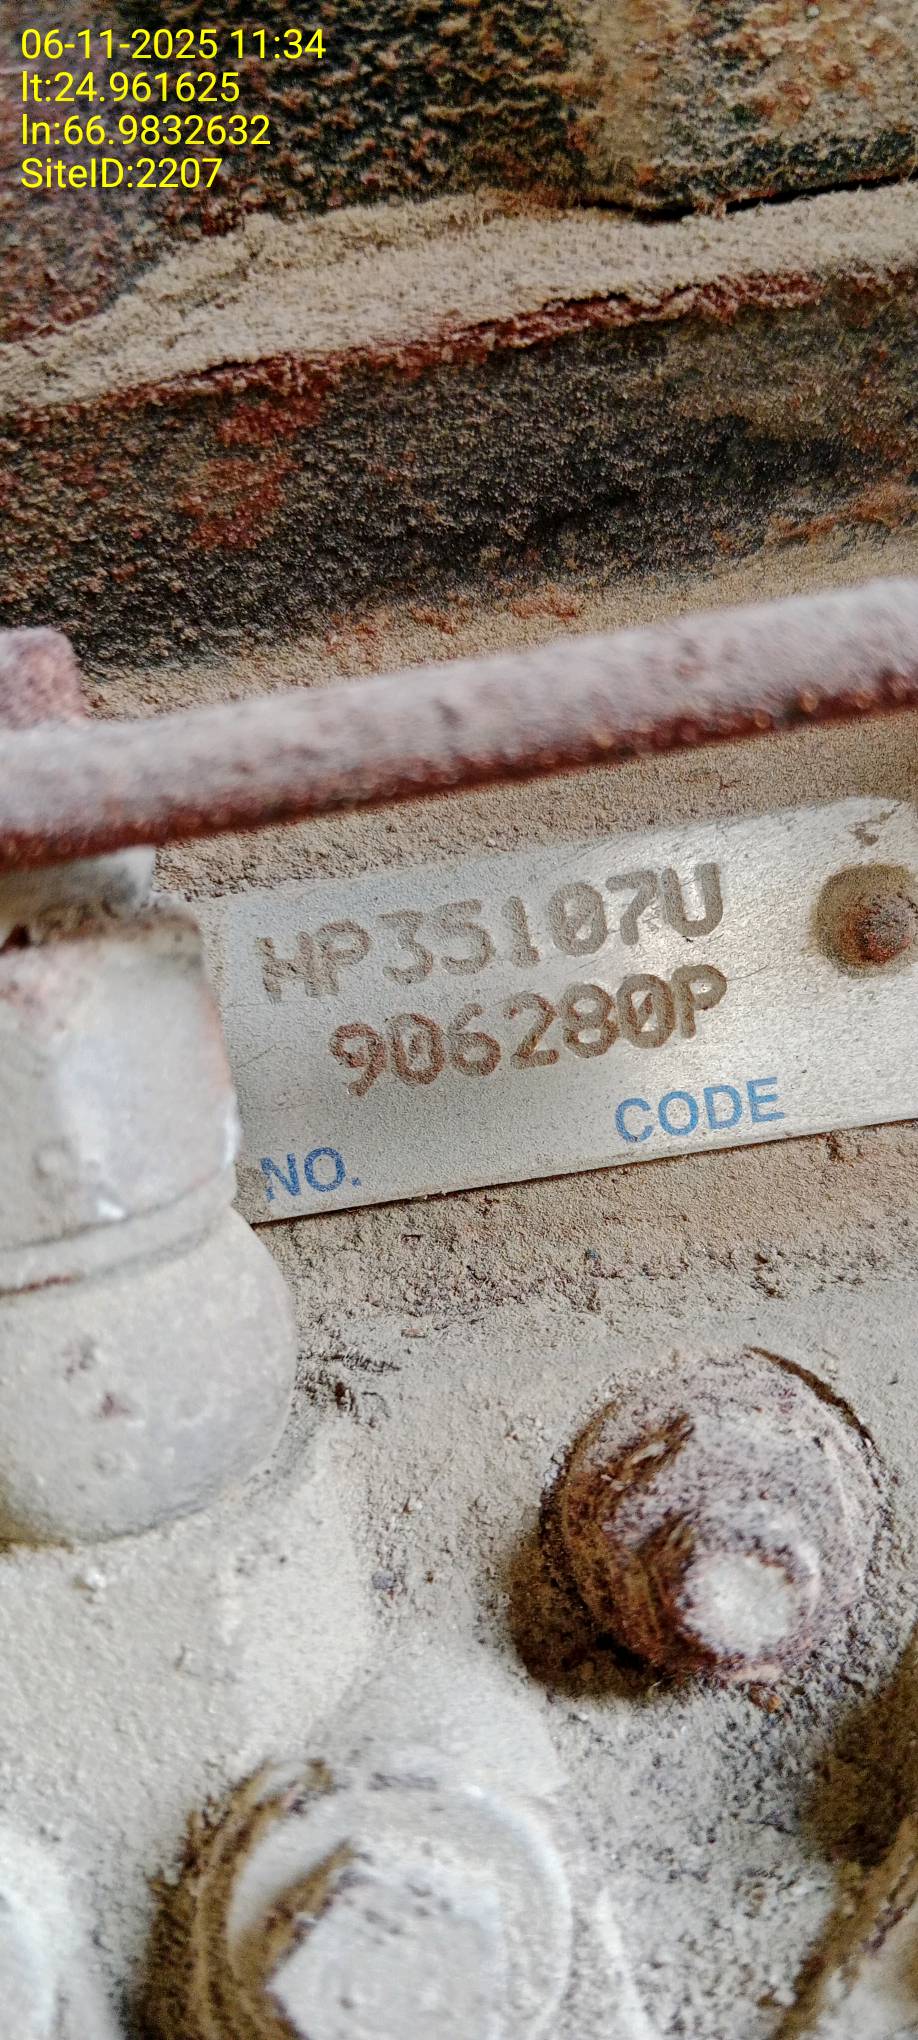 06-11-2025 11:34
lt:24.961625
ln:66.9832632
SiteID:2207
HP35107U
906280P
NO. CODE